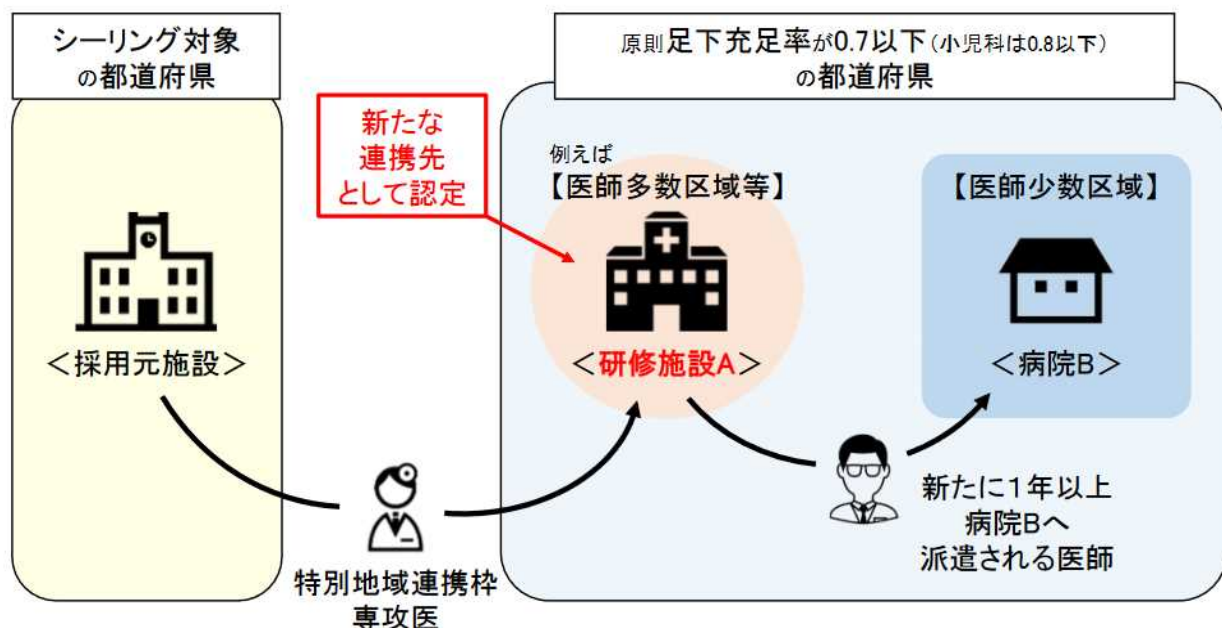 シーリング対象
の都道府県
原則足下充足率が0.7以下(小児科は0.8以下)
の都道府県
新たな
連携先
として認定
例えば
【医師多数区域等】
【医師少数区域】
＜採用元施設＞
＜研修施設A＞
＜病院B＞
新たに１年以上
病院Bへ
派遣される医師
特別地域連携枠
専攻医